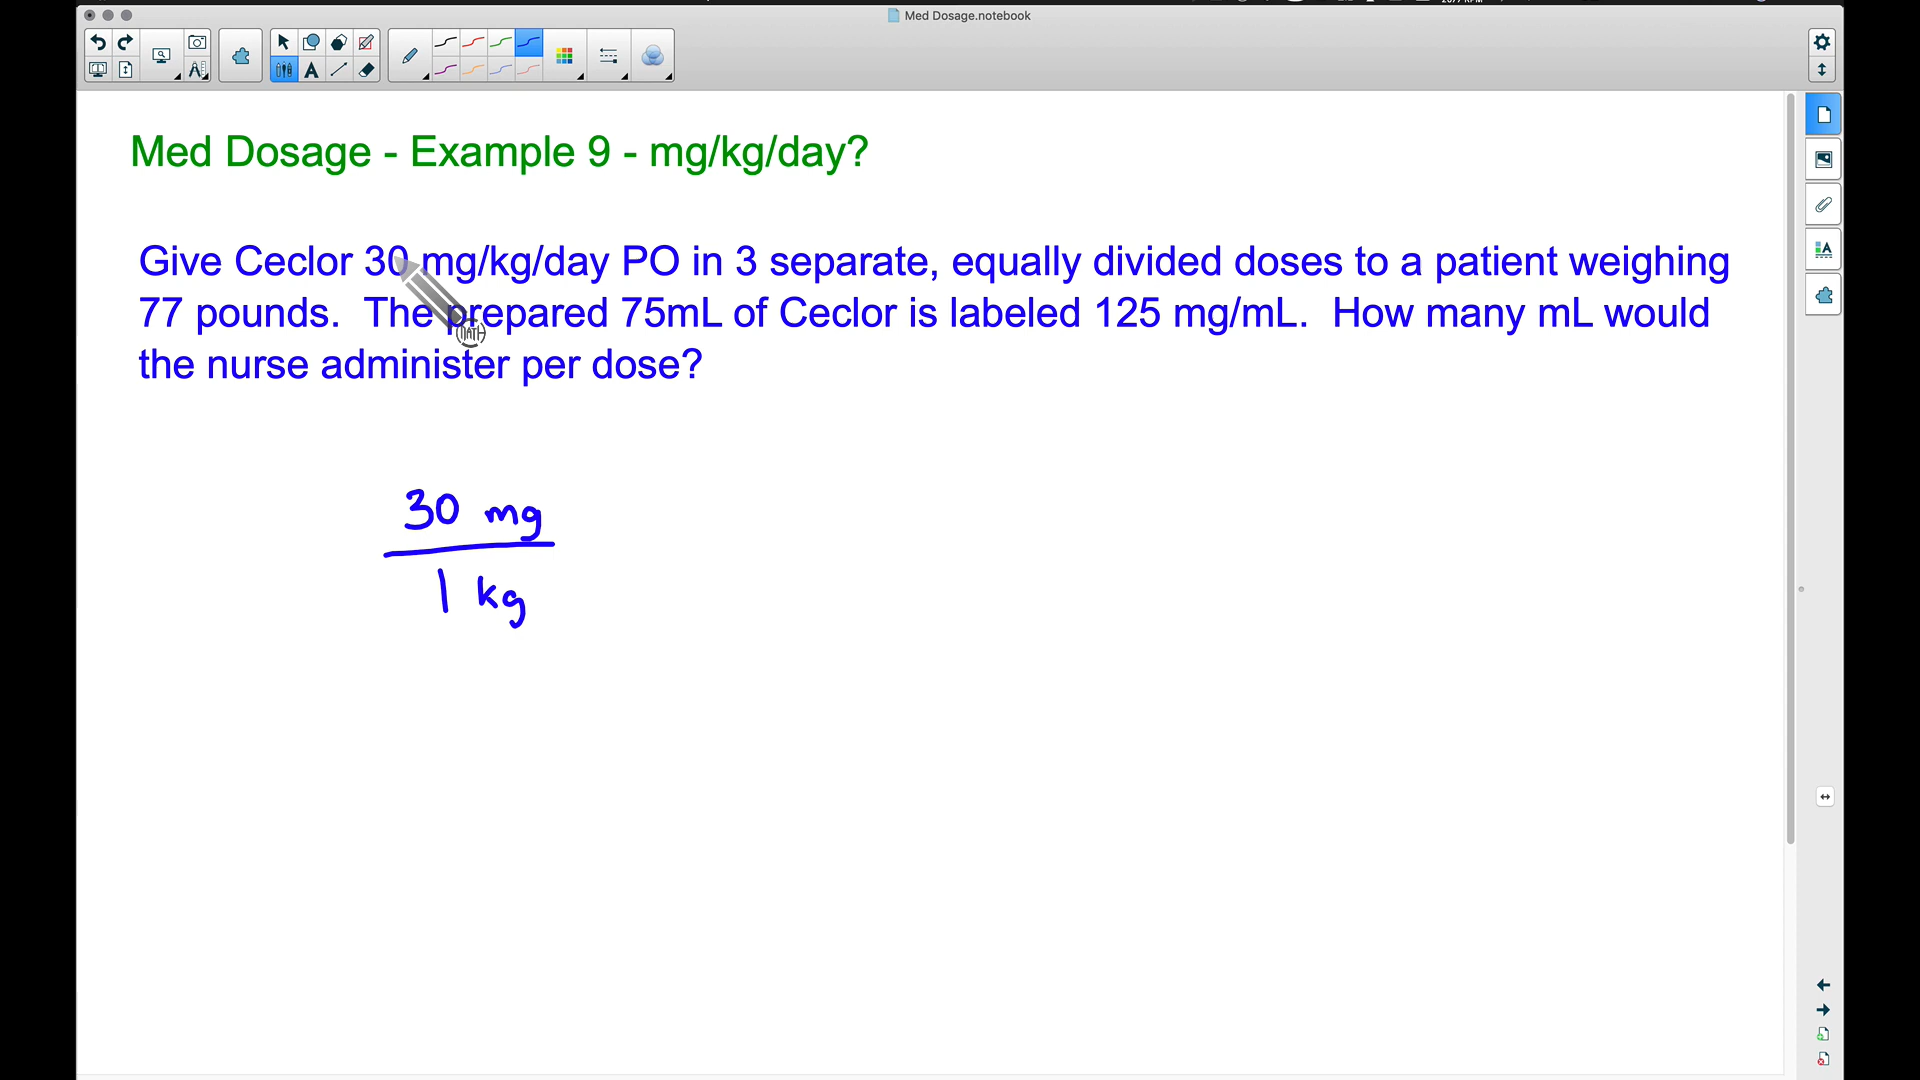 Med Dosage.notebook
Med Dosage - Example 9 - mg/kg/day?
Give Ceclor 30 mg/kg/day PO in 3 separate, equally divided doses to a patient weighing
77 pounds. The prepared 75mL of Ceclor is labeled 125 mg/mL. How many mL would
the nurse administer per dose?
30 mg
1 kg